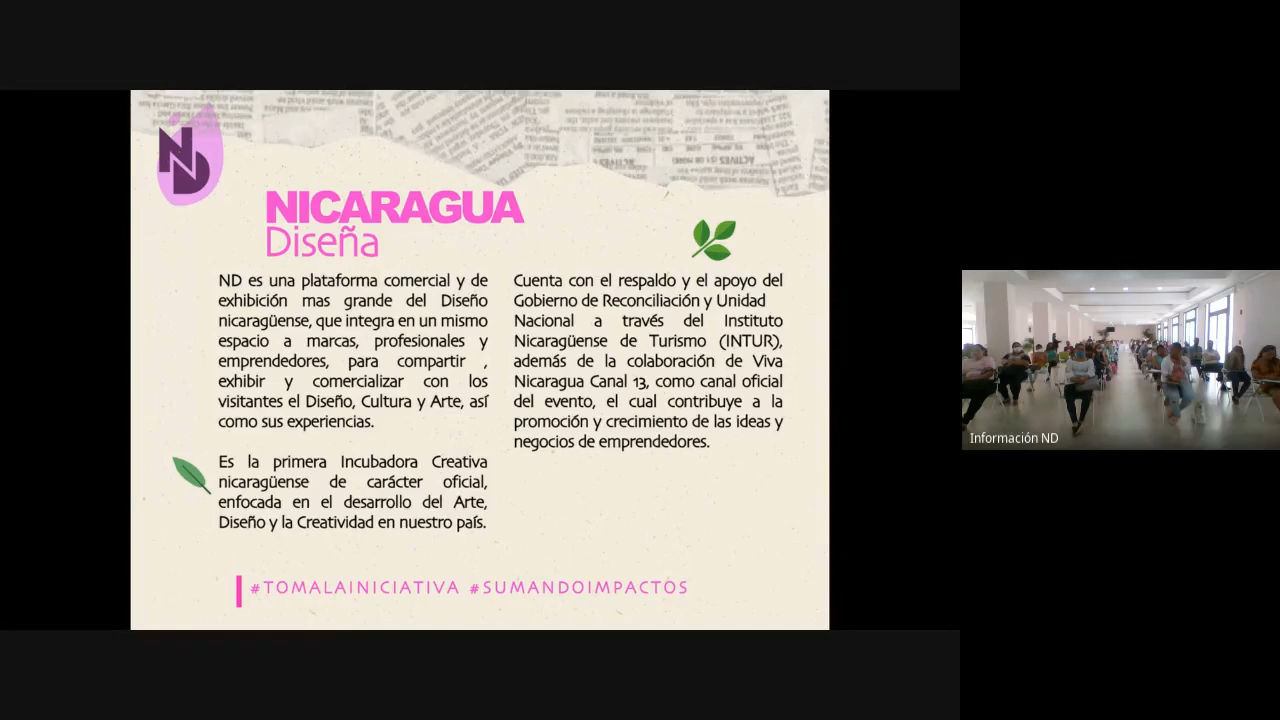 ND
NICARAGUA
Diseña
ND es una plataforma comercial y de
exhibición mas grande del Diseño
nicaragüense, que integra en un mismo
espacio a marcas, profesionales y
emprendedores, para compartir ,
exhibir y comercializar con los
visitantes el Diseño, Cultura y Arte, así
como sus experiencias.
Es la primera Incubadora Creativa
nicaragüense de carácter oficial,
enfocada en el desarrollo del Arte,
Diseño y la Creatividad en nuestro país.
Cuenta con el respaldo y el apoyo del
Gobierno de Reconciliación y Unidad
Nacional a través del Instituto
Nicaragüense de Turismo (INTUR),
además de la colaboración de Viva
Nicaragua Canal 13, como canal oficial
del evento, el cual contribuye a la
promoción y crecimiento de las ideas y
negocios de emprendedores.
#TOMALAINICIATIVA #SUMANDOIMPACTOS
Información ND